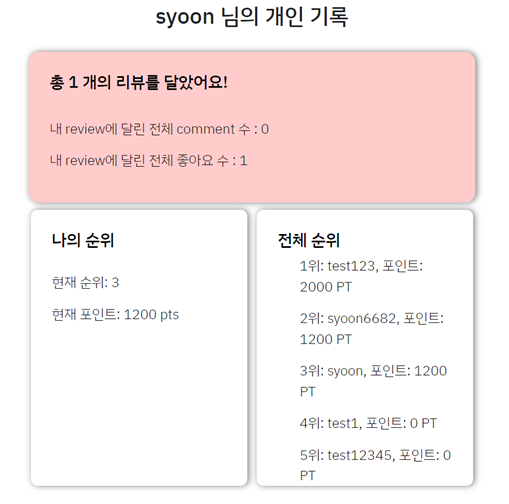 syoon 님의 개인 기록
총 1 개의 리뷰를 달았어요!
내 review에 달린 전체 comment 수 : 0
내 review에 달린 전체 좋아요 수 : 1
나의 순위
현재 순위: 3
현재 포인트: 1200 pts
전체 순위
1위: test123, 포인트:
2000 PT
2위: syoon6682, 포인트:
1200 PT
3위: syoon, 포인트: 1200
PT
4위: test1, 포인트: 0 PT
5위: test12345, 포인트: 0
PT